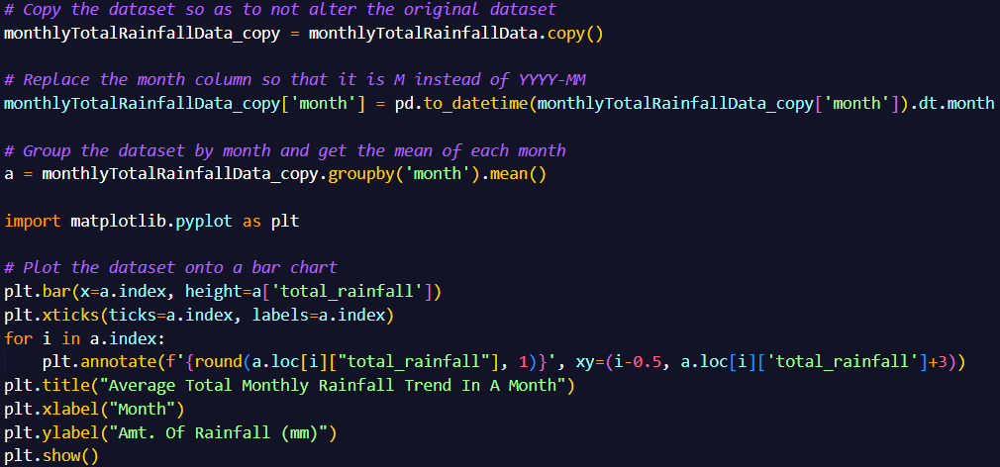 # Copy the dataset so as to not alter the original dataset
monthlyTotalRainfallData_copy = monthlyTotalRainfallData.copy()
# Replace the month column so that it is M instead of YYYY-MM
monthlyTotalRainfallData_copy['month'] = pd.to_datetime(monthlyTotalRainfallData_copy['month']).dt.month
# Group the dataset by month and get the mean of each month
a = monthlyTotalRainfallData_copy.groupby('month').mean()
import matplotlib.pyplot as plt
# Plot the dataset onto a bar chart
plt.bar(x=a.index, height=a['total_rainfall'])
plt.xticks(ticks=a.index, labels=a.index)
for i in a.index:
    plt.annotate(f'{round(a.loc[i]["total_rainfall"], 1)}', xy=(i-0.5, a.loc[i]['total_rainfall']+3))
plt.title("Average Total Monthly Rainfall Trend In A Month")
plt.xlabel("Month")
plt.ylabel("Amt. Of Rainfall (mm)")
plt.show()